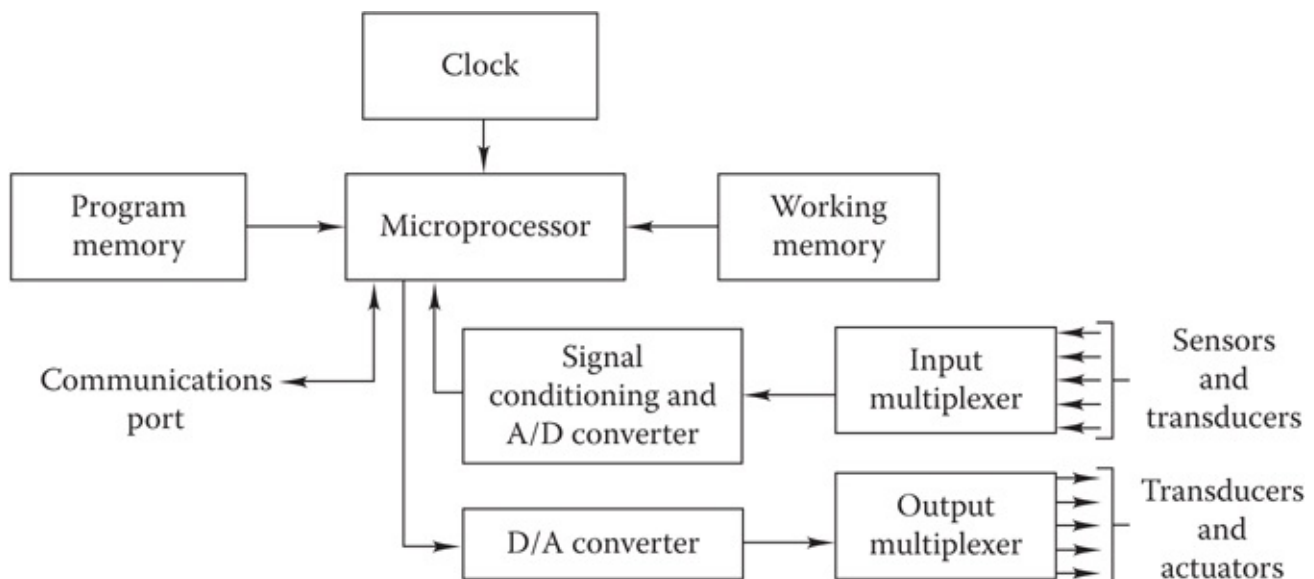 Clock
Program
memory
Microprocessor
Working
memory
Communications
port
Signal
conditioning and
A/D converter
Input
multiplexer
Sensors
and
transducers
D/A converter
Output
multiplexer
Transducers
and
actuators